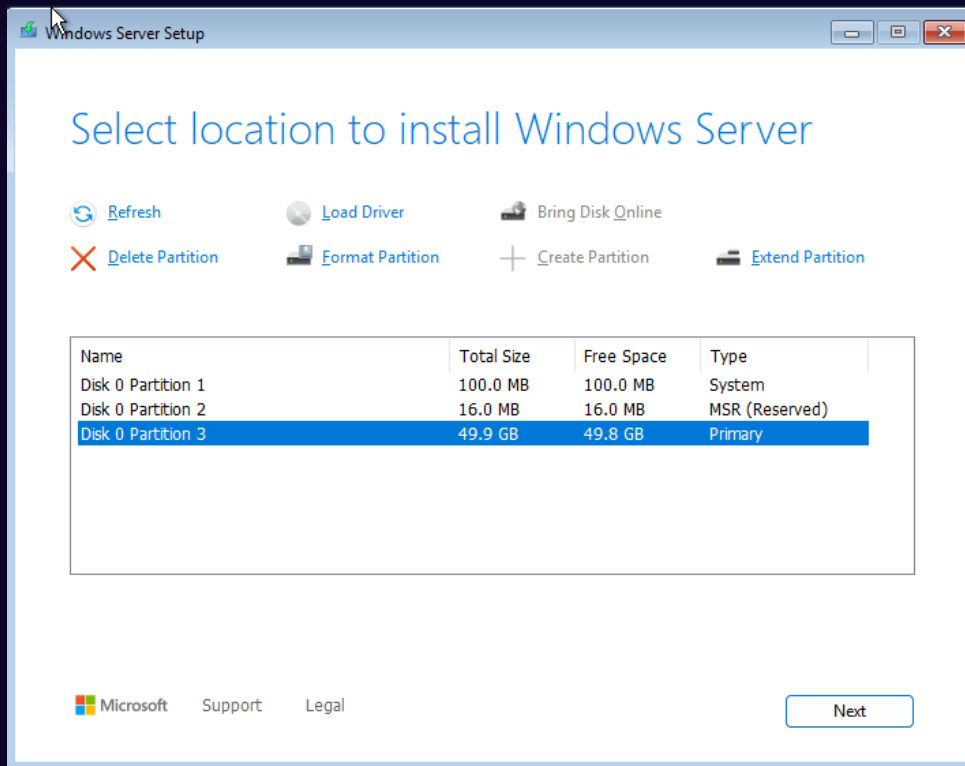 Windows Server Setup
Select location to install Windows Server
Refresh Load Driver Bring Disk Online
Delete Partition Format Partition Create Partition Extend Partition
Name Total Size Free Space Type
Disk 0 Partition 1 100.0 MB 100.0 MB System
Disk 0 Partition 2 16.0 MB 16.0 MB MSR (Reserved)
Disk 0 Partition 3 49.9 GB 49.8 GB Primary
Microsoft Support Legal Next